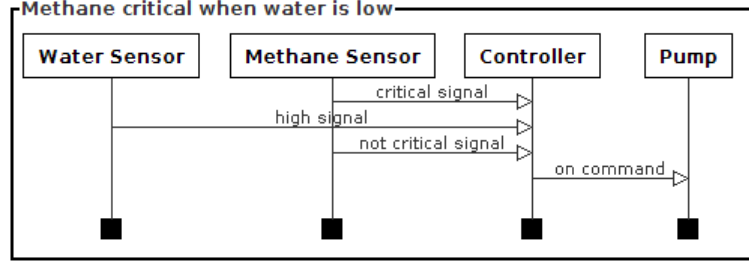 Methane critical when water is low
Water Sensor Methane Sensor Controller Pump
critical signal
high signal
not critical signal
on command